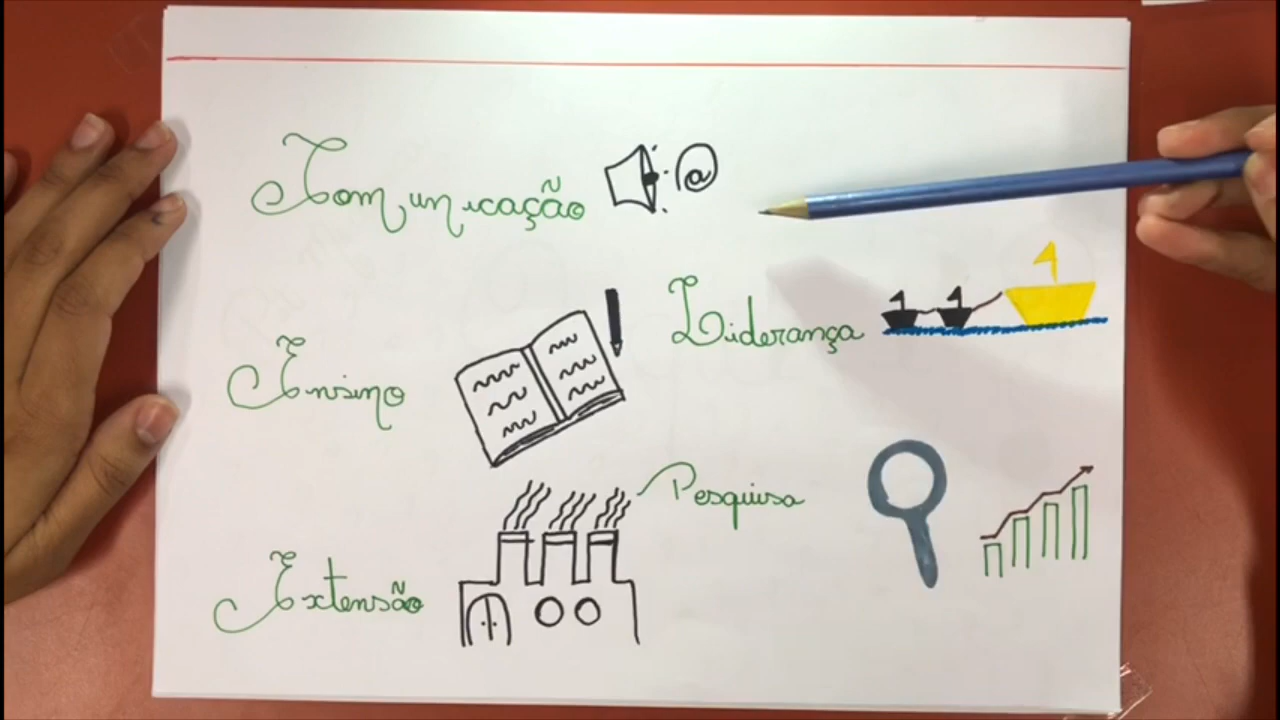 Comunicação @
Liderança
Ensino
Pesquisa
Extensão